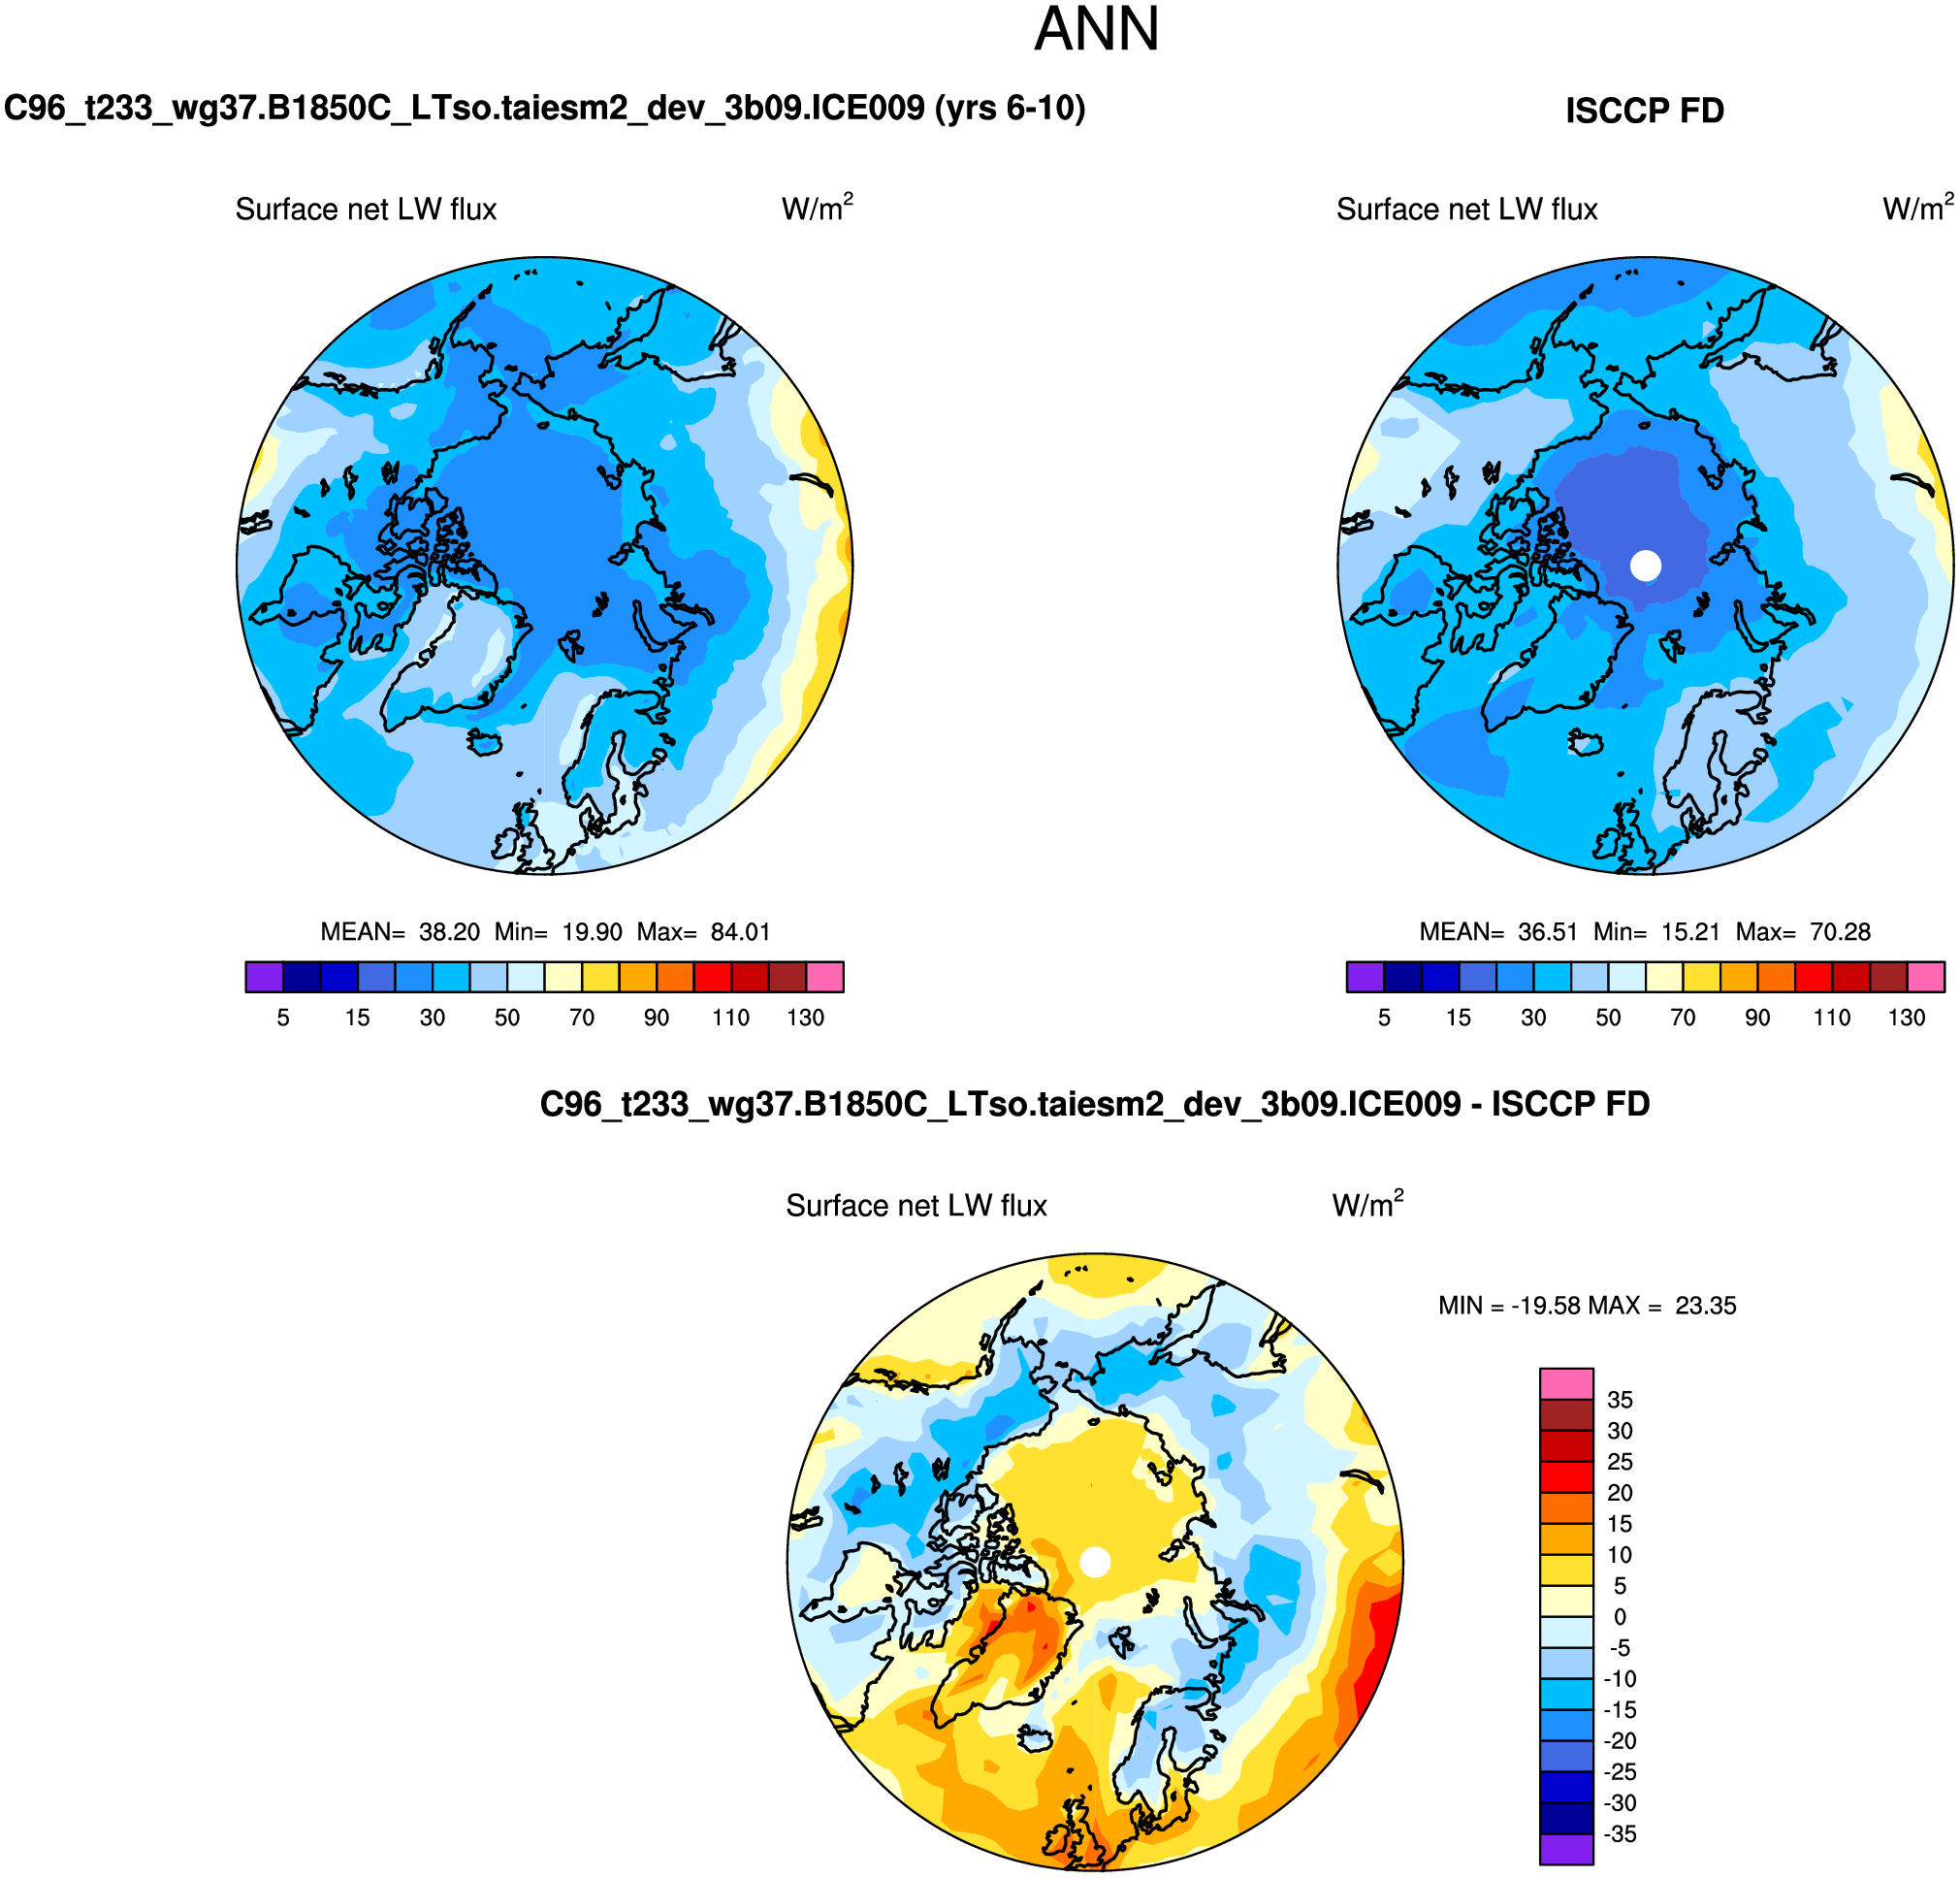 ANN
C96_t233_wg37.B1850C_LTso.taiesm2_dev_3b09.ICE009 (yrs 6-10)
ISCCP FD
Surface net LW flux W/m2
Surface net LW flux W/m2
MEAN= 38.20 Min= 19.90 Max= 84.01
MEAN= 36.51 Min= 15.21 Max= 70.28
5 15 30 50 70 90 110 130
5 15 30 50 70 90 110 130
C96_t233_wg37.B1850C_LTso.taiesm2_dev_3b09.ICE009 - ISCCP FD
Surface net LW flux W/m2
MIN = -19.58 MAX = 23.35
35
30
25
20
15
10
5
0
-5
-10
-15
-20
-25
-30
-35